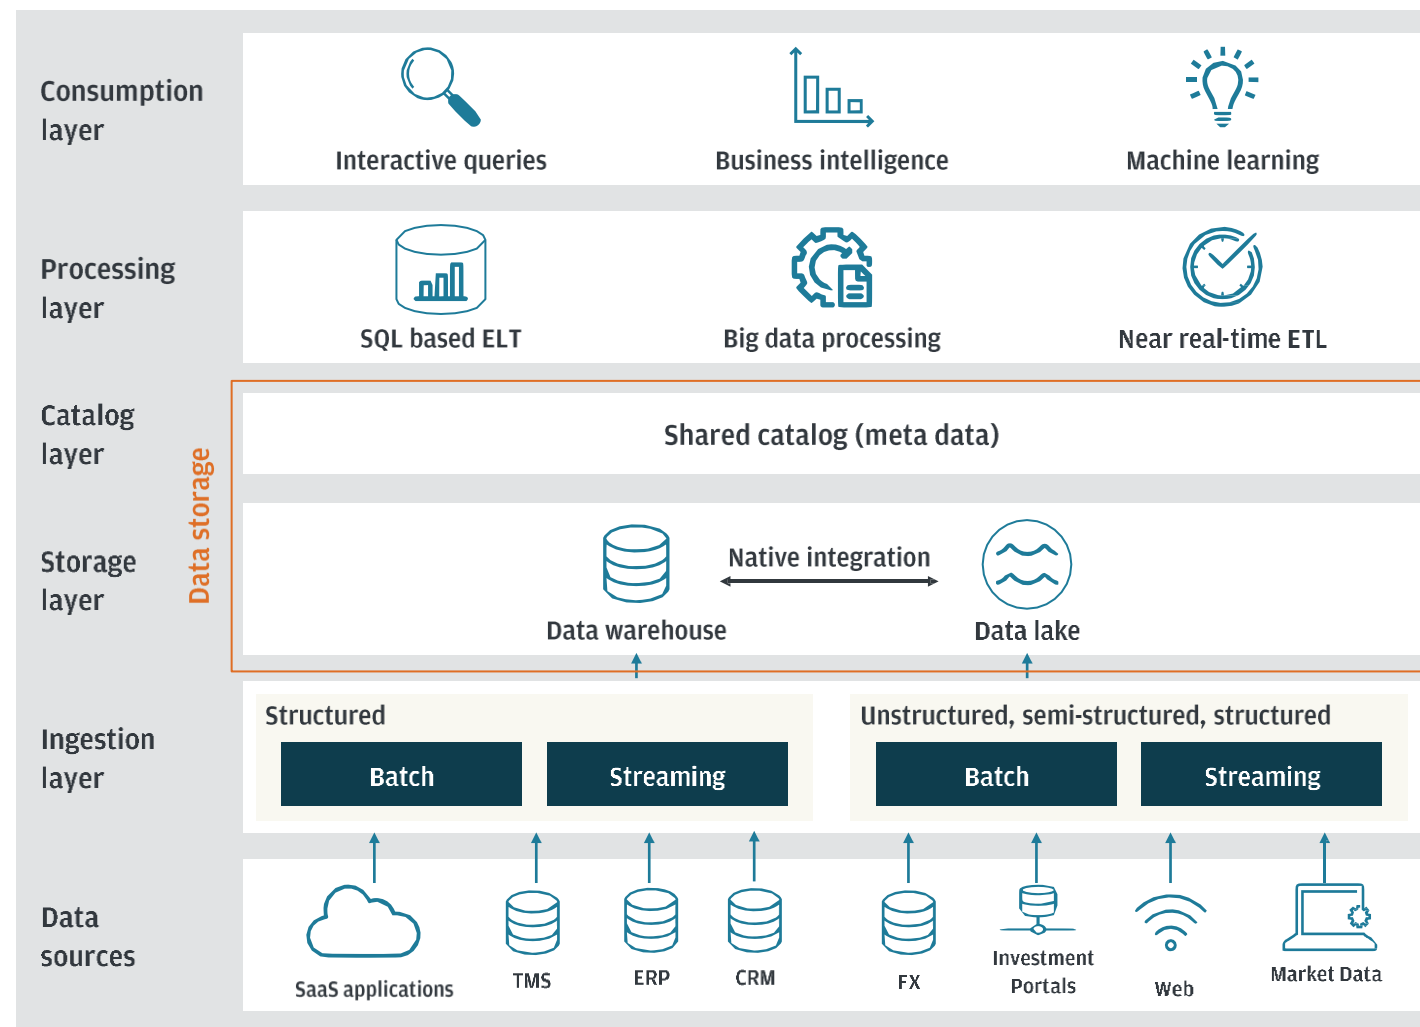 Consumption
layer
Interactive queries
Business intelligence
Machine learning
Processing
layer
SQL based ELT
Big data processing
Near real-time ETL
Catalog
layer
Shared catalog (meta data)
Data storage
Storage
layer
Native integration
Data warehouse
Data lake
Ingestion
layer
Structured
Batch
Streaming
Unstructured, semi-structured, structured
Batch
Streaming
Data
sources
SaaS applications
TMS
ERP
CRM
FX
Investment
Portals
Web
Market Data